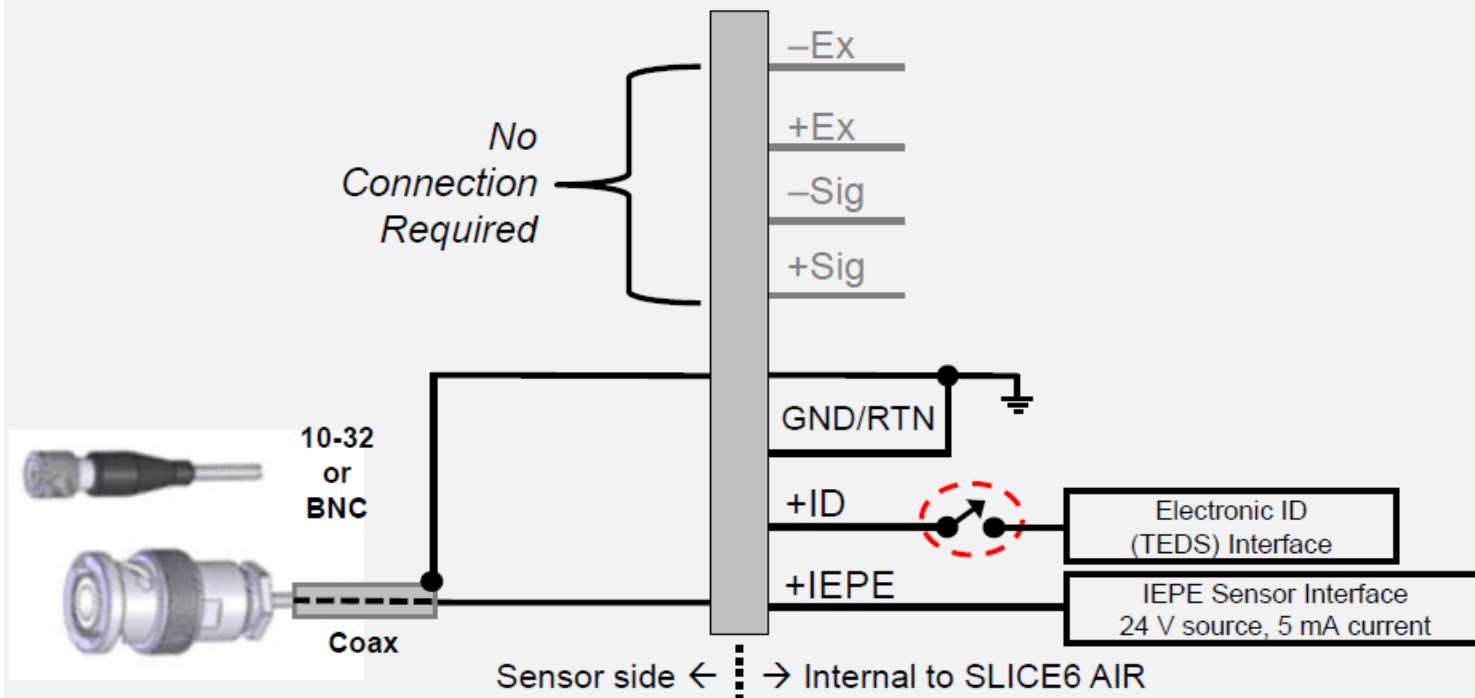 –Ex
+Ex
–Sig
+Sig
No
Connection
Required
GND/RTN
10-32
or
BNC
Coax
+ID
Electronic ID
(TEDS) Interface
+IEPE
IEPE Sensor Interface
24 V source, 5 mA current
Sensor side ← → Internal to SLICE6 AIR